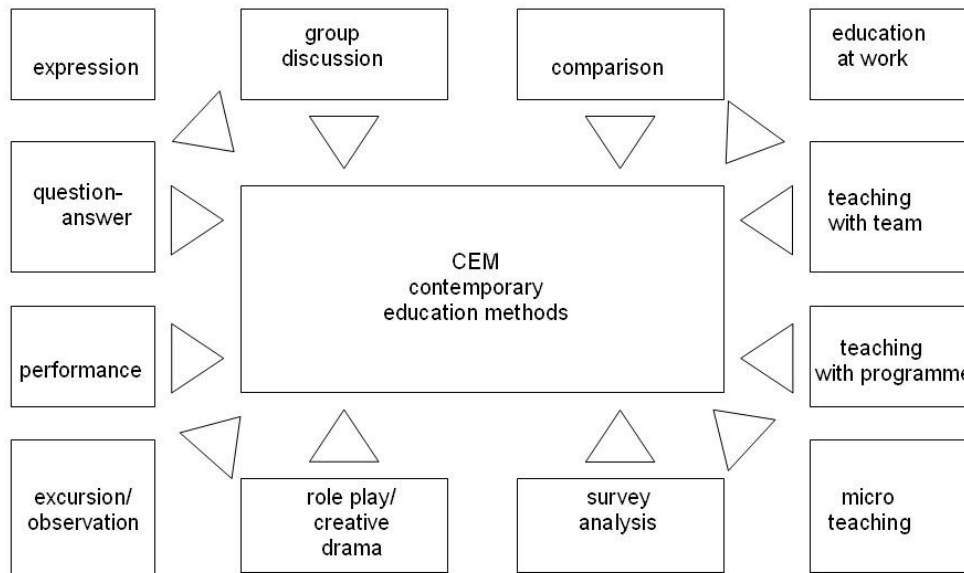 expression
group
discussion
comparison
education
at work
question-
answer
CEM
contemporary
education methods
teaching
with team
performance
teaching
with programme
excursion/
observation
role play/
creative
drama
survey
analysis
micro
teaching